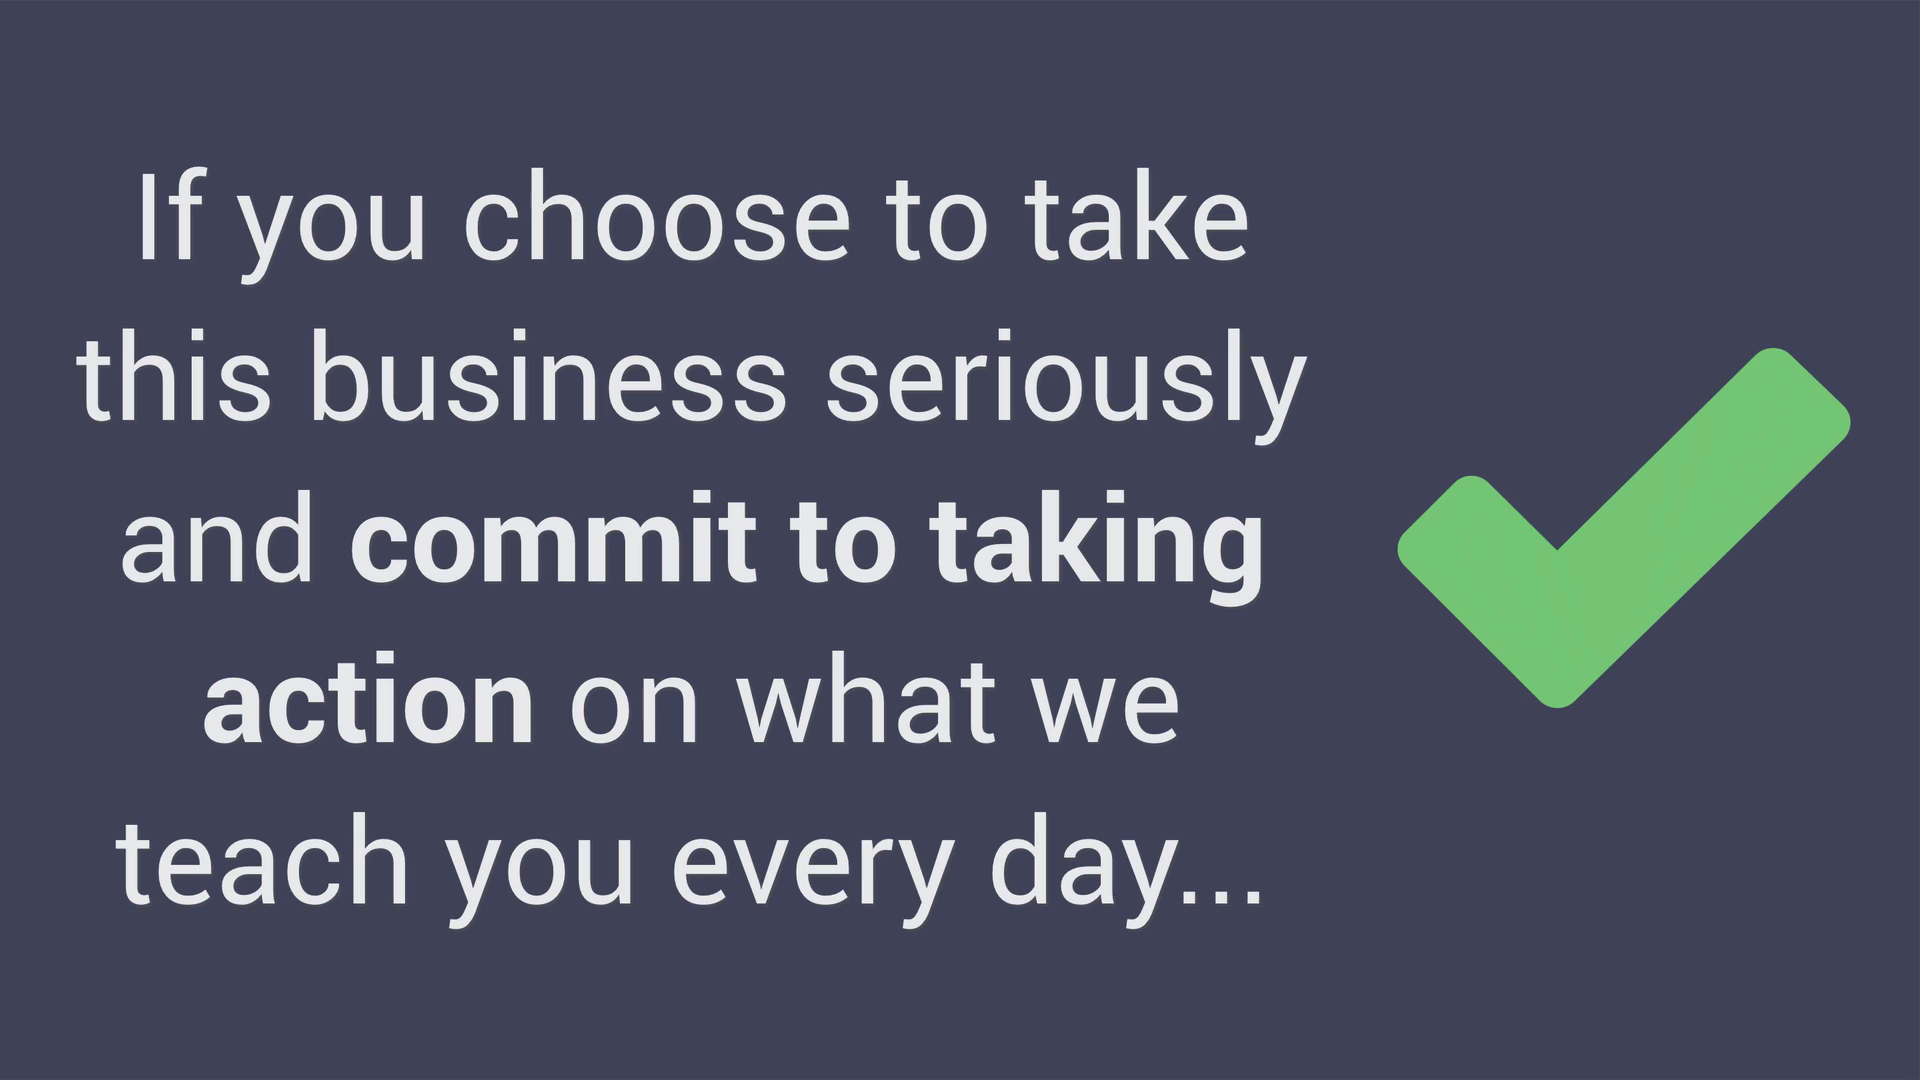 If you choose to take
this business seriously
and commit to taking
action on what we
teach you every day...